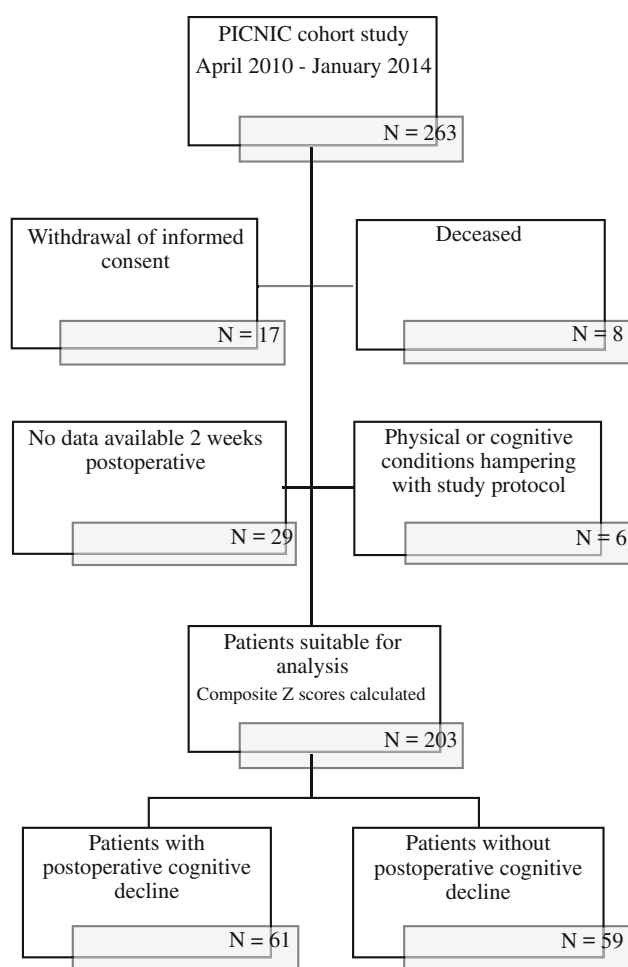 PICNIC cohort study
April 2010 - January 2014
N = 263
Withdrawal of informed
consent
N = 17
Deceased
N = 8
No data available 2 weeks
postoperative
N = 29
Physical or cognitive
conditions hampering
with study protocol
N = 6
Patients suitable for
analysis
Composite Z scores calculated
N = 203
Patients with
postoperative cognitive
decline
N = 61
Patients without
postoperative cognitive
decline
N = 59